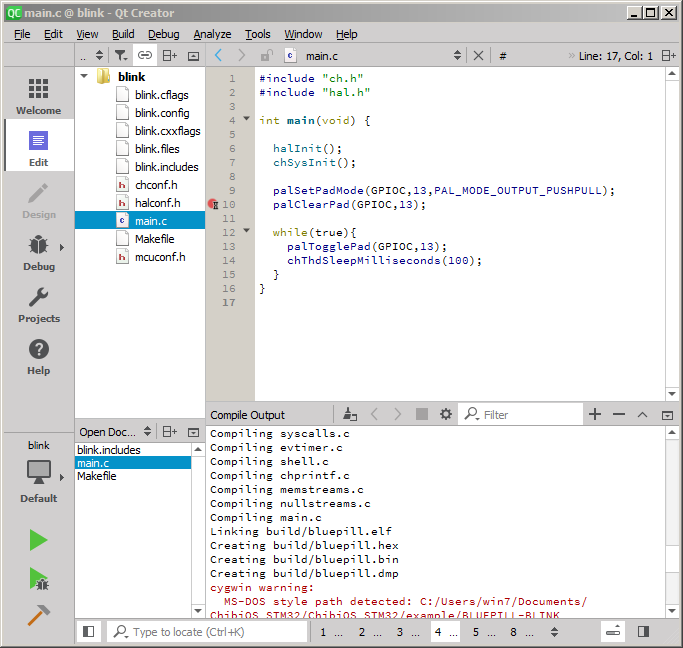 QC main.c @ blink - Qt Creator
File Edit View Build Debug Analyze Tools Window Help
.. main.c # » Line: 17, Col: 1
Welcome
Edit
Design
Debug
Projects
Help
blink
blink.cflags
blink.config
blink.cxxflags
blink.files
blink.includes
chconf.h
halconf.h
main.c
Makefile
mcuconf.h
1 #include "ch.h"
2 #include "hal.h"
3
4 int main(void) {
5
6 halInit();
7 chSysInit();
8
9 palSetPadMode(GPIOC,13,PAL_MODE_OUTPUT_PUSHPULL);
10 palClearPad(GPIOC,13);
11
12 while(true){
13 palTogglePad(GPIOC,13);
14 chThdSleepMilliseconds(100);
15 }
16 }
17
Open Doc...
blink.includes
main.c
Makefile
blink
Default
Compile Output Filter
Compiling syscalls.c
Compiling evtimer.c
Compiling shell.c
Compiling chprintf.c
Compiling memstreams.c
Compiling nullstreams.c
Compiling main.c
Linking build/bluepill.elf
Creating build/bluepill.hex
Creating build/bluepill.bin
Creating build/bluepill.dmp
cygwin warning:
MS-DOS style path detected: C:/Users/win7/Documents/
ChibiOS_STM32/ChibiOS_STM32/example/BLUEPILL-BLINK
Type to locate (Ctrl+K) 1 ... 2 ... 3 ... 4 ... 5 ... 8 ...